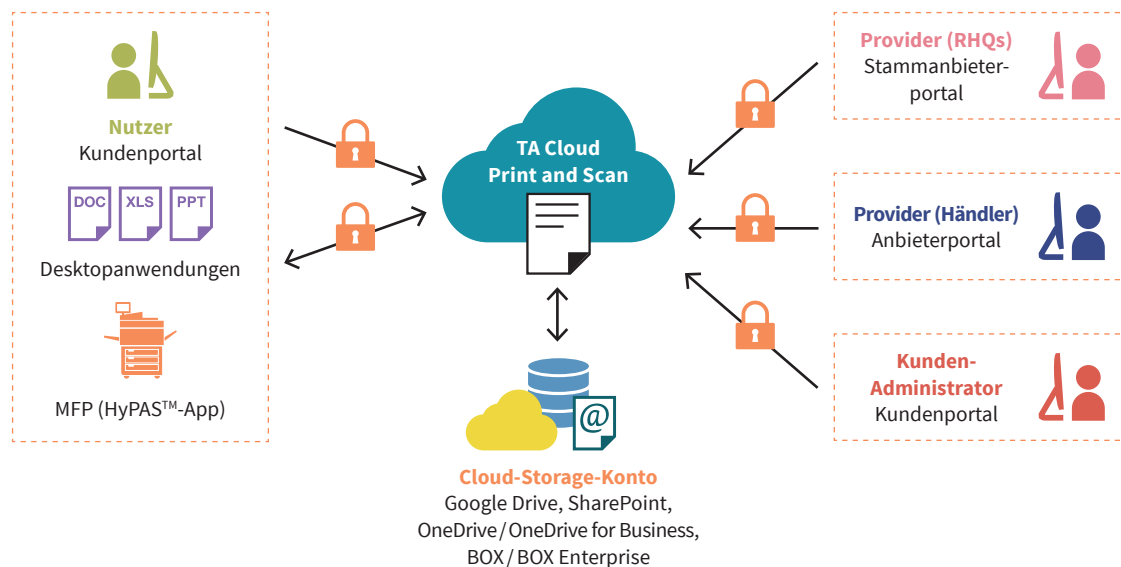 Nutzer
Kundenportal
DOC XLS PPT
Desktopanwendungen
MFP (HyPAS™-App)
TA Cloud
Print and Scan
@
Cloud-Storage-Konto
Google Drive, SharePoint,
OneDrive / OneDrive for Business,
BOX / BOX Enterprise
Provider (RHQs)
Stammanbieter-
portal
Provider (Händler)
Anbieterportal
Kunden-
Administrator
Kundenportal